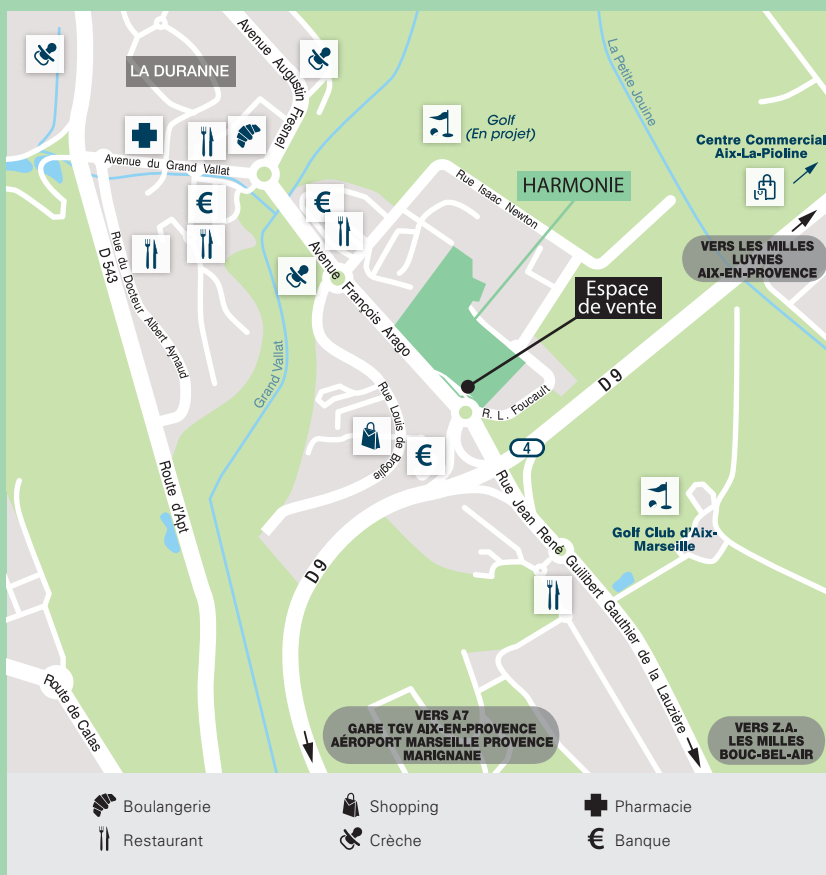 Avenue Augustin Fresnel
LA DURANNE
La Petite Jouine
Golf
(En projet)
Centre Commercial
Aix-La-Pioline
Avenue du Grand Vallat
€
€
Rue Isaac Newton
HARMONIE
D 543
Rue du Docteur Albert Aynaud
Avenue François Arago
VERS LES MILLES
LUYNES
AIX-EN-PROVENCE
Espace
de vente
Grand Vallat
D 9
Rue Louis de Broglie
R. L. Foucault
€
4
Route d'Apt
Rue Jean René Guilibert Gauthier de la Lauzière
Golf Club d'Aix-
Marseille
D 9
Route de Calas
VERS A7
GARE TGV AIX-EN-PROVENCE
AÉROPORT MARSEILLE PROVENCE
MARIGNANE
VERS Z.A.
LES MILLES
BOUC-BEL-AIR
Boulangerie
Shopping
Pharmacie
Restaurant
Crèche
€ Banque